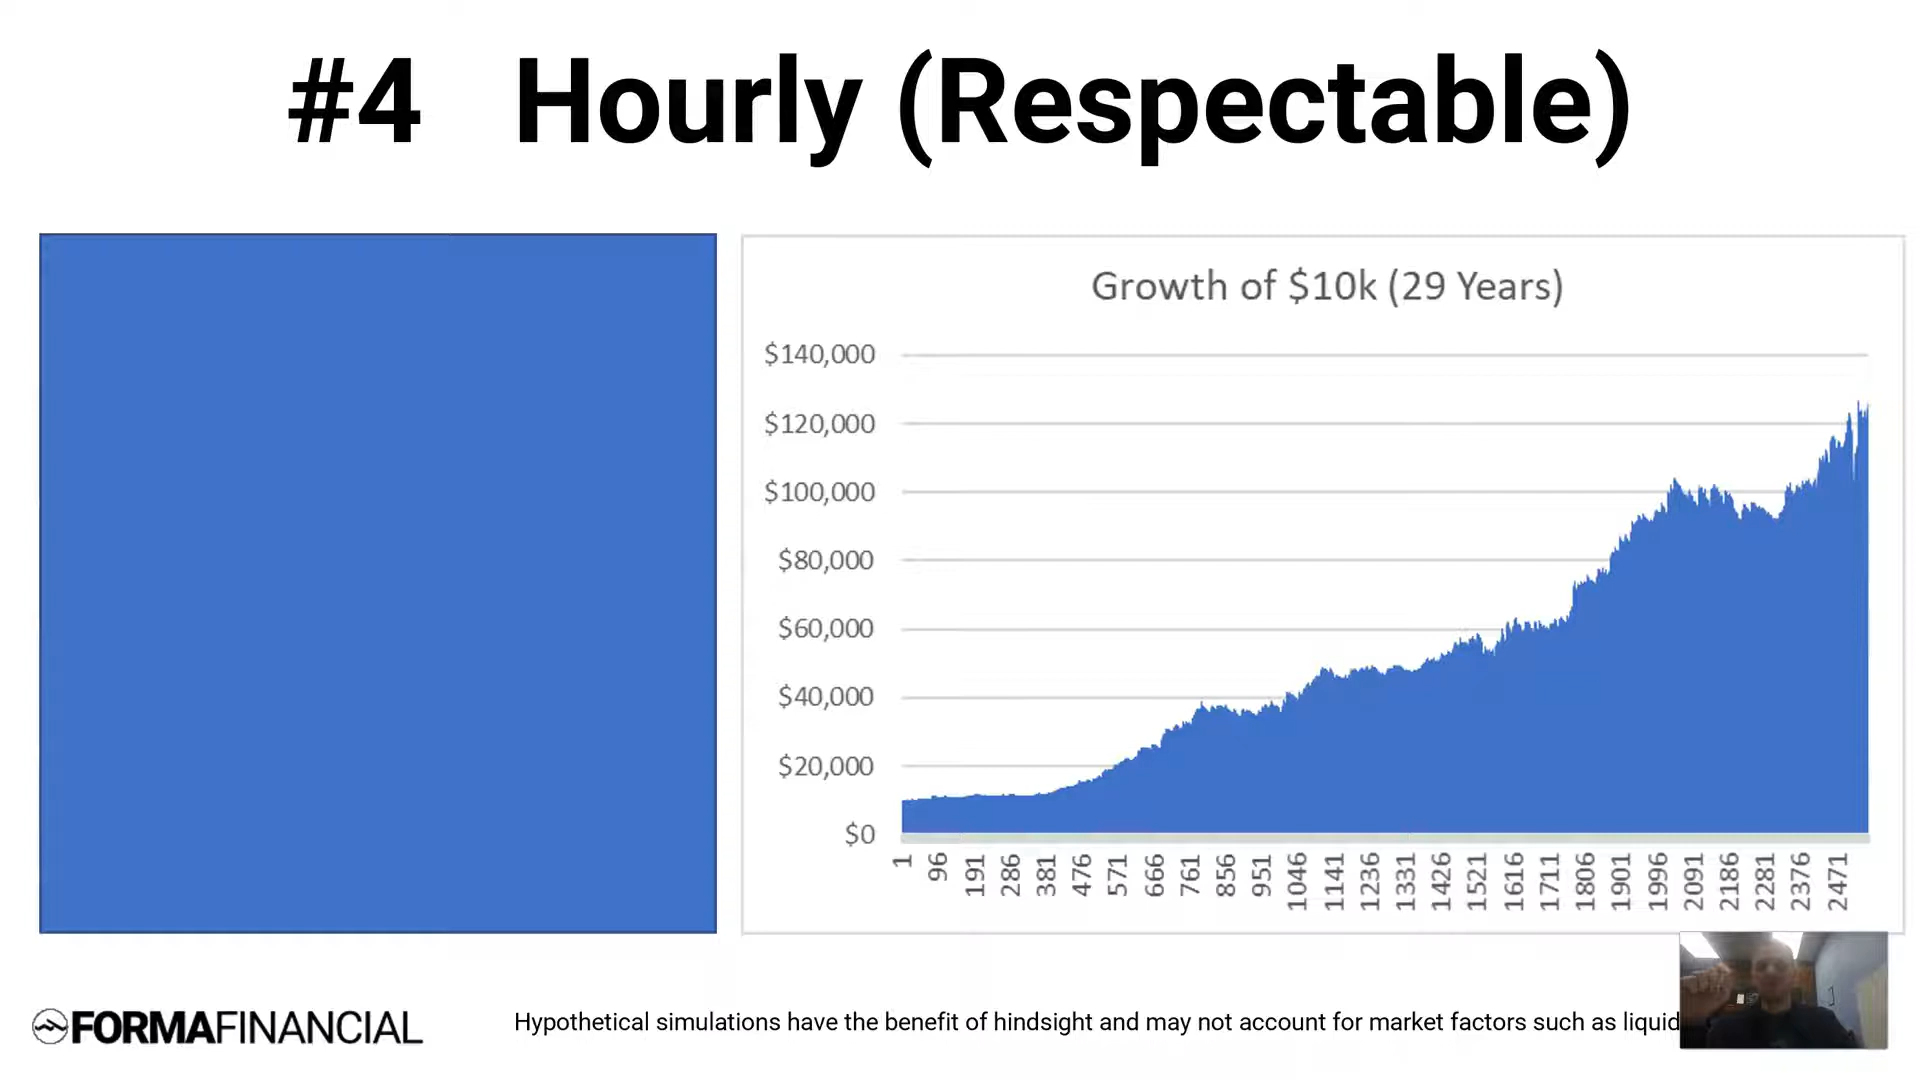 #4 Hourly (Respectable)
Growth of $10k (29 Years)
$140,000
$120,000
$100,000
$80,000
$60,000
$40,000
$20,000
$0
1 96 191 286 381 476 571 666 761 856 951 1046 1141 1236 1331 1426 1521 1616 1711 1806 1901 1996 2091 2186 2281 2376 2471
FORMAFINANCIAL
Hypothetical simulations have the benefit of hindsight and may not account for market factors such as liquid